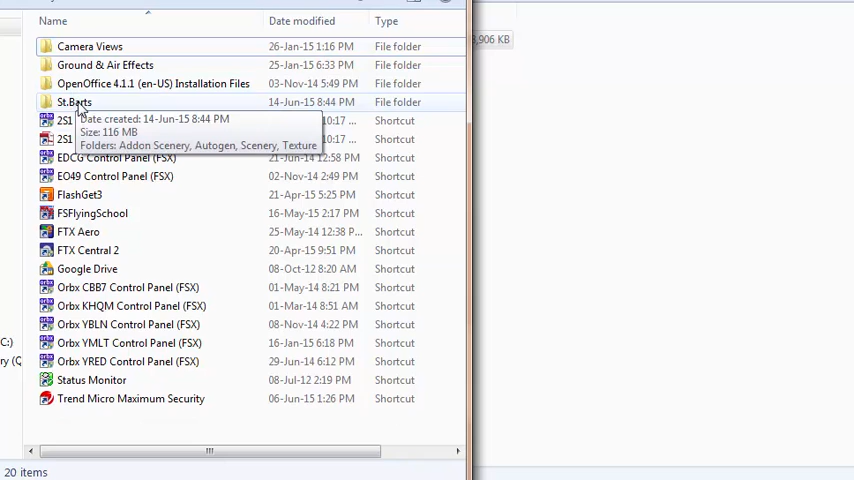 Name Date modified Type
3,906 KB
Camera Views 26-Jan-15 1:16 PM File folder
Ground & Air Effects 25-Jan-15 6:33 PM File folder
OpenOffice 4.1.1 (en-US) Installation Files 03-Nov-14 5:49 PM File folder
St.Barts 14-Jun-15 8:44 PM File folder
2S1 Shortcut
Date created: 14-Jun-15 8:44 PM
Size: 116 MB
2S1 Shortcut
Folders: Addon Scenery, Autogen, Scenery, Texture
EDCG Control Panel (FSX) 21-Jun-14 12:58 PM Shortcut
EO49 Control Panel (FSX) 02-Nov-14 2:49 PM Shortcut
FlashGet3 21-Apr-15 5:25 PM Shortcut
FSFlyingSchool 16-May-15 2:17 PM Shortcut
FTX Aero 25-May-14 12:38 P... Shortcut
FTX Central 2 20-Apr-15 9:51 PM Shortcut
Google Drive 08-Oct-12 8:20 AM Shortcut
Orbx CBB7 Control Panel (FSX) 01-May-14 8:21 PM Shortcut
Orbx KHQM Control Panel (FSX) 01-Mar-14 8:51 AM Shortcut
Orbx YBLN Control Panel (FSX) 08-Nov-14 4:22 PM Shortcut
C:) Orbx YMLT Control Panel (FSX) 16-Jan-15 6:18 PM Shortcut
ry (Q Orbx YRED Control Panel (FSX) 29-Jun-14 6:12 PM Shortcut
Status Monitor 08-Jul-12 2:19 PM Shortcut
Trend Micro Maximum Security 06-Jun-15 1:26 PM Shortcut
20 items